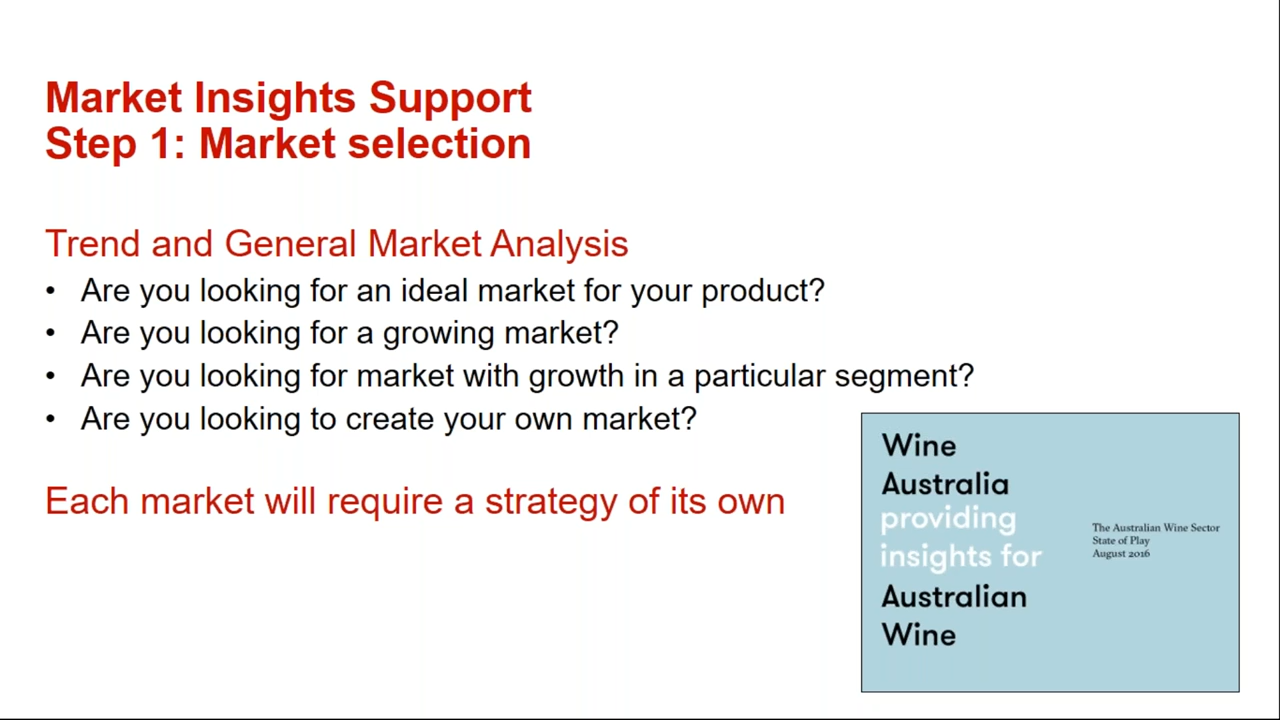 Market Insights Support
Step 1: Market selection
Trend and General Market Analysis
• Are you looking for an ideal market for your product?
• Are you looking for a growing market?
• Are you looking for market with growth in a particular segment?
• Are you looking to create your own market?
Each market will require a strategy of its own
Wine
Australia
providing
insights for
Australian
Wine
The Australian Wine Sector
State of Play
August 2016